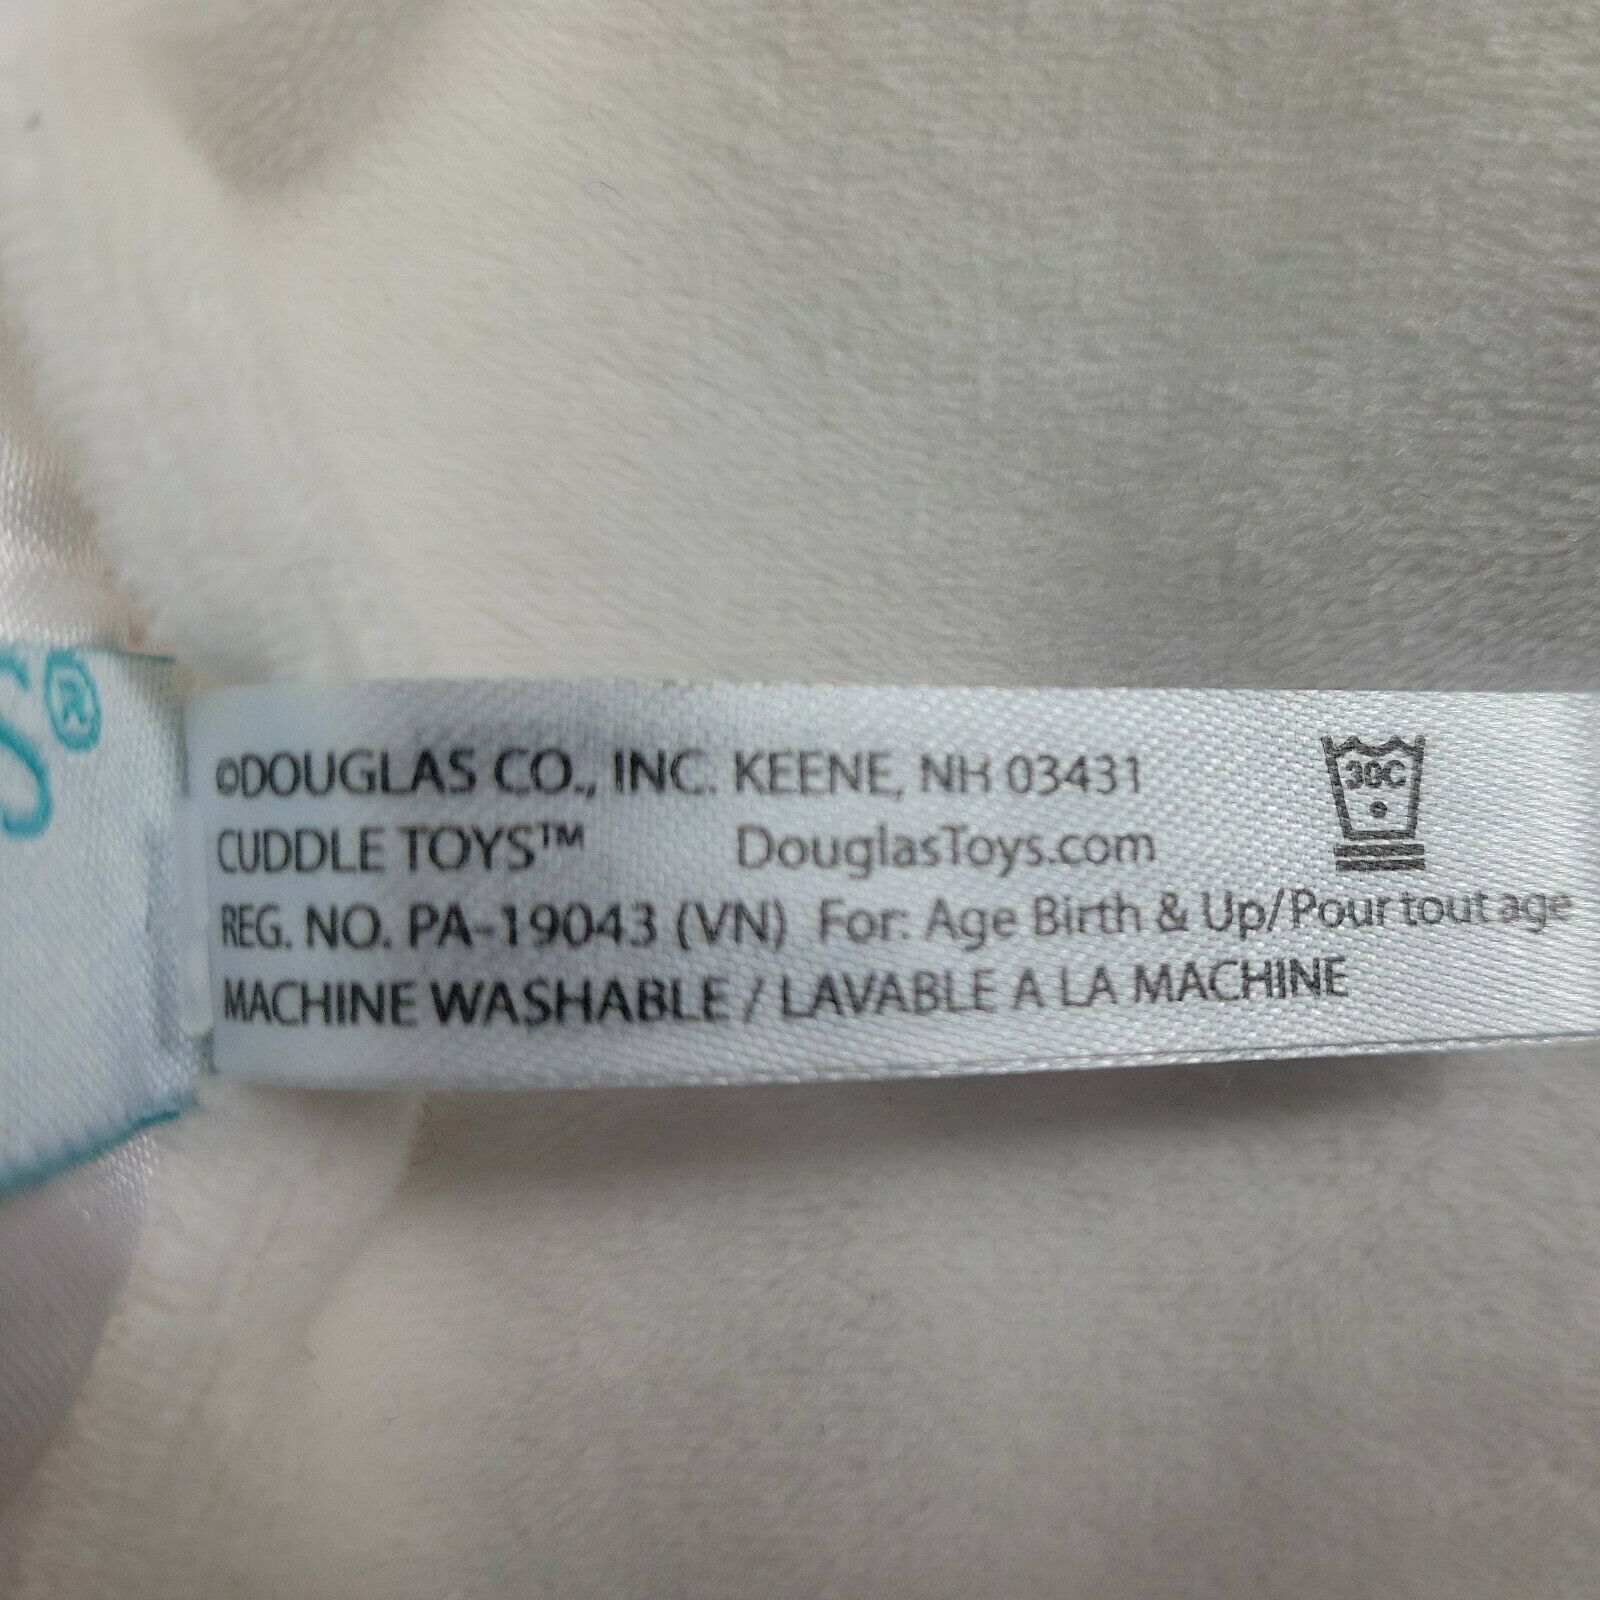 S®
©DOUGLAS CO., INC. KEENE, NH 03431
CUDDLE TOYS™ DouglasToys.com
30C
REG. NO. PA-19043 (VN) For: Age Birth & Up/Pour tout age
MACHINE WASHABLE / LAVABLE A LA MACHINE